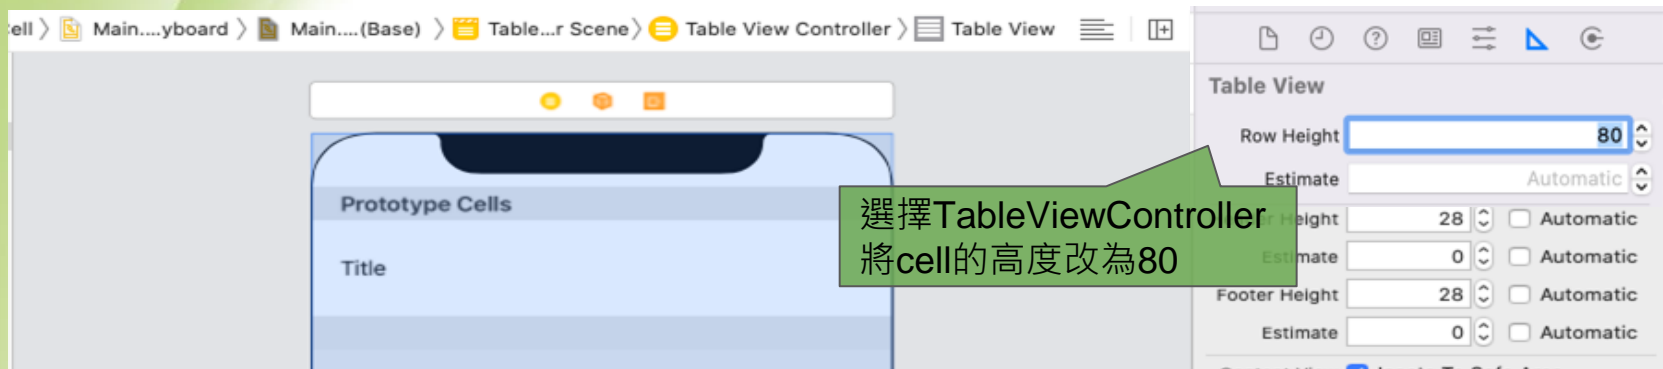 ell 〉 Main....yboard 〉 Main....(Base) 〉 Table...r Scene 〉 Table View Controller 〉 Table View
Table View
Row Height 80
Estimate Automatic
Prototype Cells
選擇TableViewController
將cell的高度改為80
Height 28 Automatic
Title
Estimate 0 Automatic
Footer Height 28 Automatic
Estimate 0 Automatic